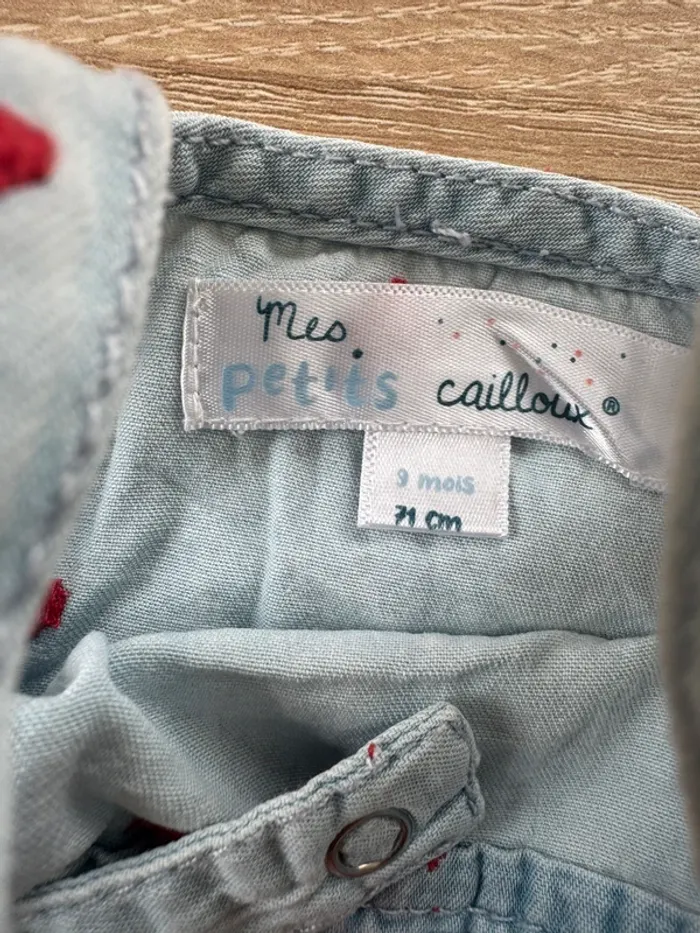 Mes
petits cailloux®
9 mois
71 cm